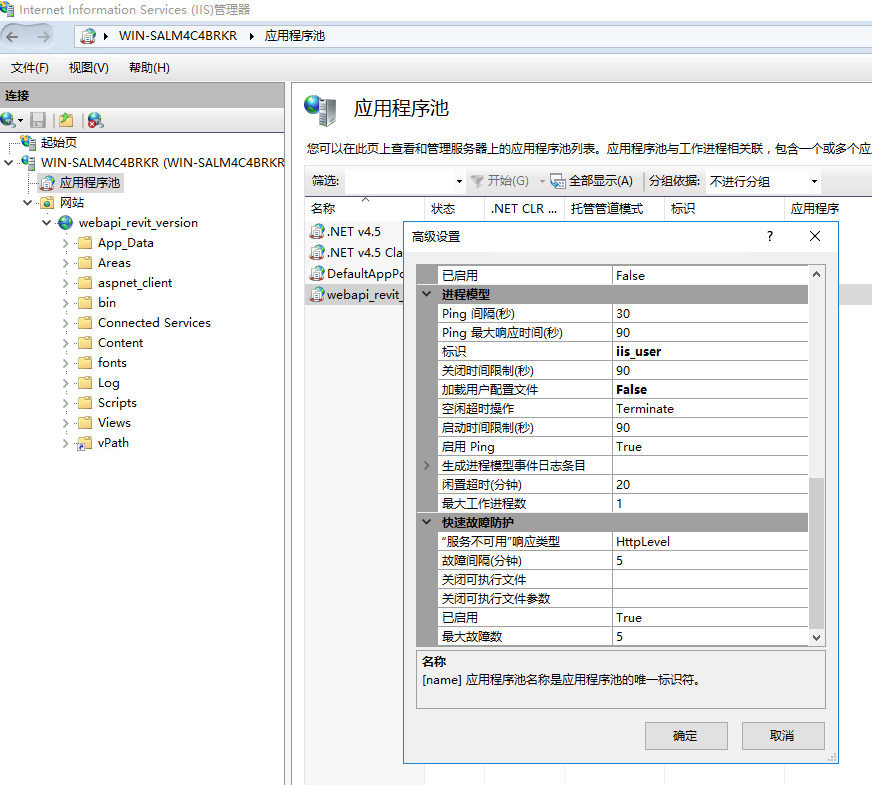 Internet Information Services (IIS)管理器
WIN-SALM4C4BRKR
应用程序池
文件(F) 视图(V) 帮助(H)
连接
起始页
WIN-SALM4C4BRKR (WIN-SALM4C4BRKR
应用程序池
网站
webapi_revit_version
App_Data
Areas
aspnet_client
bin
Connected Services
Content
fonts
Log
Scripts
Views
vPath
应用程序池
您可以在此页上查看和管理服务器上的应用程序池列表。应用程序池与工作进程相关联，包含一个或多个应
筛选: 开始(G) 全部显示(A) 分组依据: 不进行分组
名称 状态 .NET CLR ... 托管管道模式 标识 应用程序
.NET v4.5
.NET v4.5 Cla
DefaultAppPo
webapi_revit_
高级设置 ?
已启用 False
进程模型
Ping 间隔(秒) 30
Ping 最大响应时间(秒) 90
标识 iis_user
关闭时间限制(秒) 90
加载用户配置文件 False
空闲超时操作 Terminate
启动时间限制(秒) 90
启用 Ping True
生成进程模型事件日志条目
闲置超时(分钟) 20
最大工作进程数 1
快速故障防护
“服务不可用”响应类型 HttpLevel
故障间隔(分钟) 5
关闭可执行文件
关闭可执行文件参数
已启用 True
最大故障数 5
名称
[name] 应用程序池名称是应用程序池的唯一标识符。
确定 取消